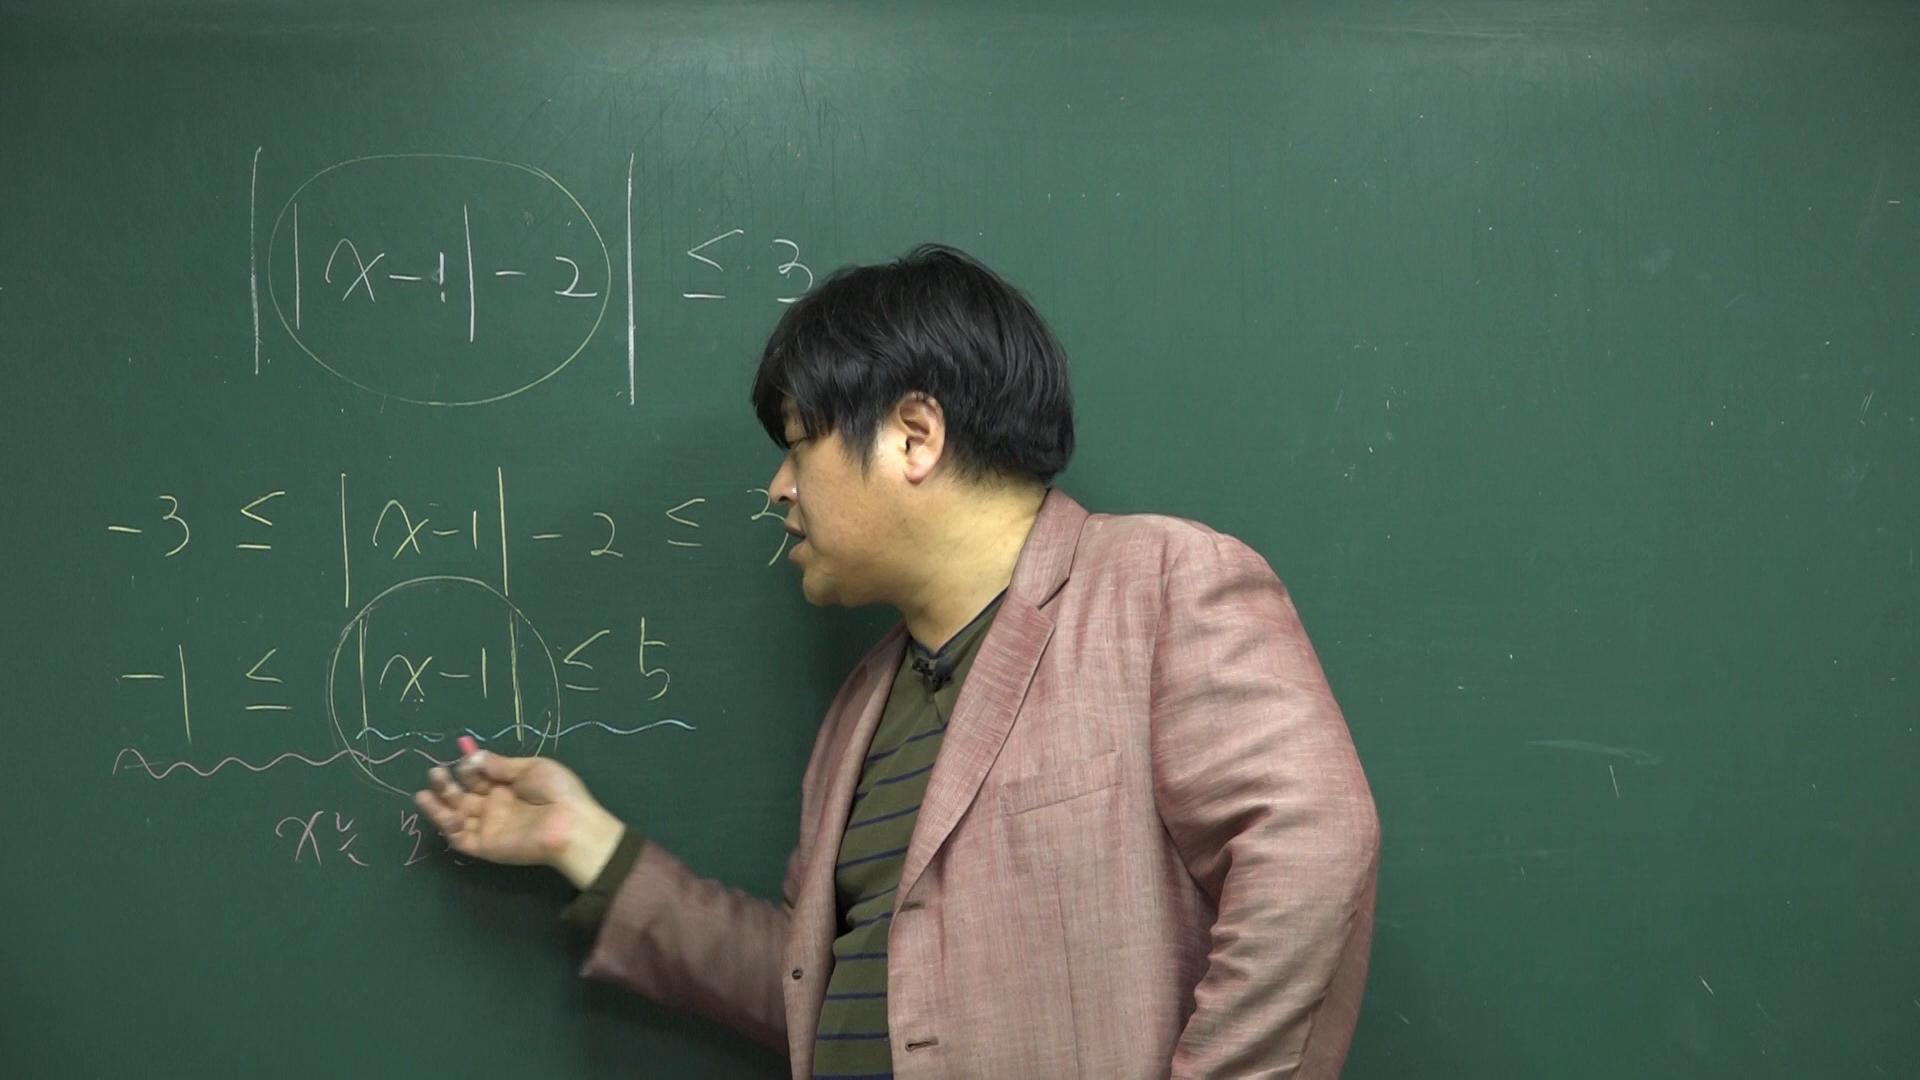 ||x-1|-2| ≤ 3
-3 ≤ |x-1| - 2 ≤ 3
-1 ≤ |x-1| ≤ 5
x는